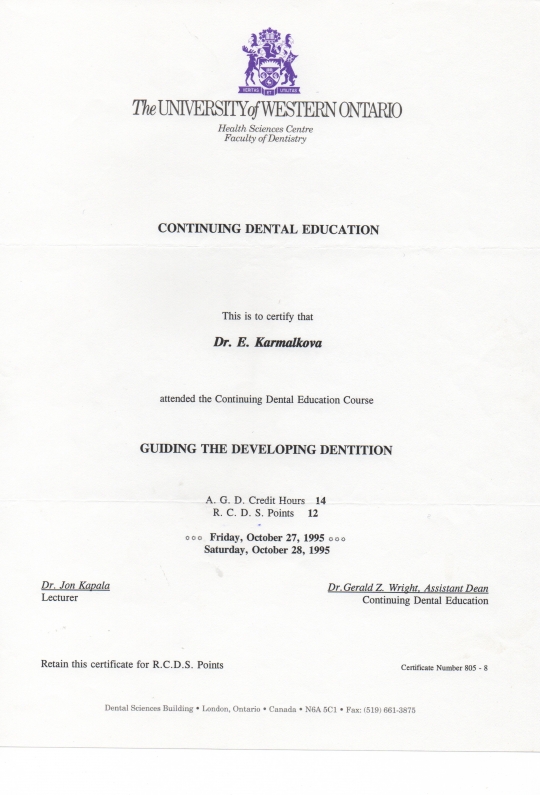 VERITAS ET UTILITAS
The UNIVERSITY of WESTERN ONTARIO
Health Sciences Centre
Faculty of Dentistry
CONTINUING DENTAL EDUCATION
This is to certify that
Dr. E. Karmalkova
attended the Continuing Dental Education Course
GUIDING THE DEVELOPING DENTITION
A. G. D. Credit Hours 14
R. C. D. S. Points 12
ooo Friday, October 27, 1995 ooo
Saturday, October 28, 1995
Dr. Jon Kapala
Lecturer
Dr.Gerald Z. Wright, Assistant Dean
Continuing Dental Education
Retain this certificate for R.C.D.S. Points
Certificate Number 805 - 8
Dental Sciences Building • London, Ontario • Canada • N6A 5C1 • Fax: (519) 661-3875